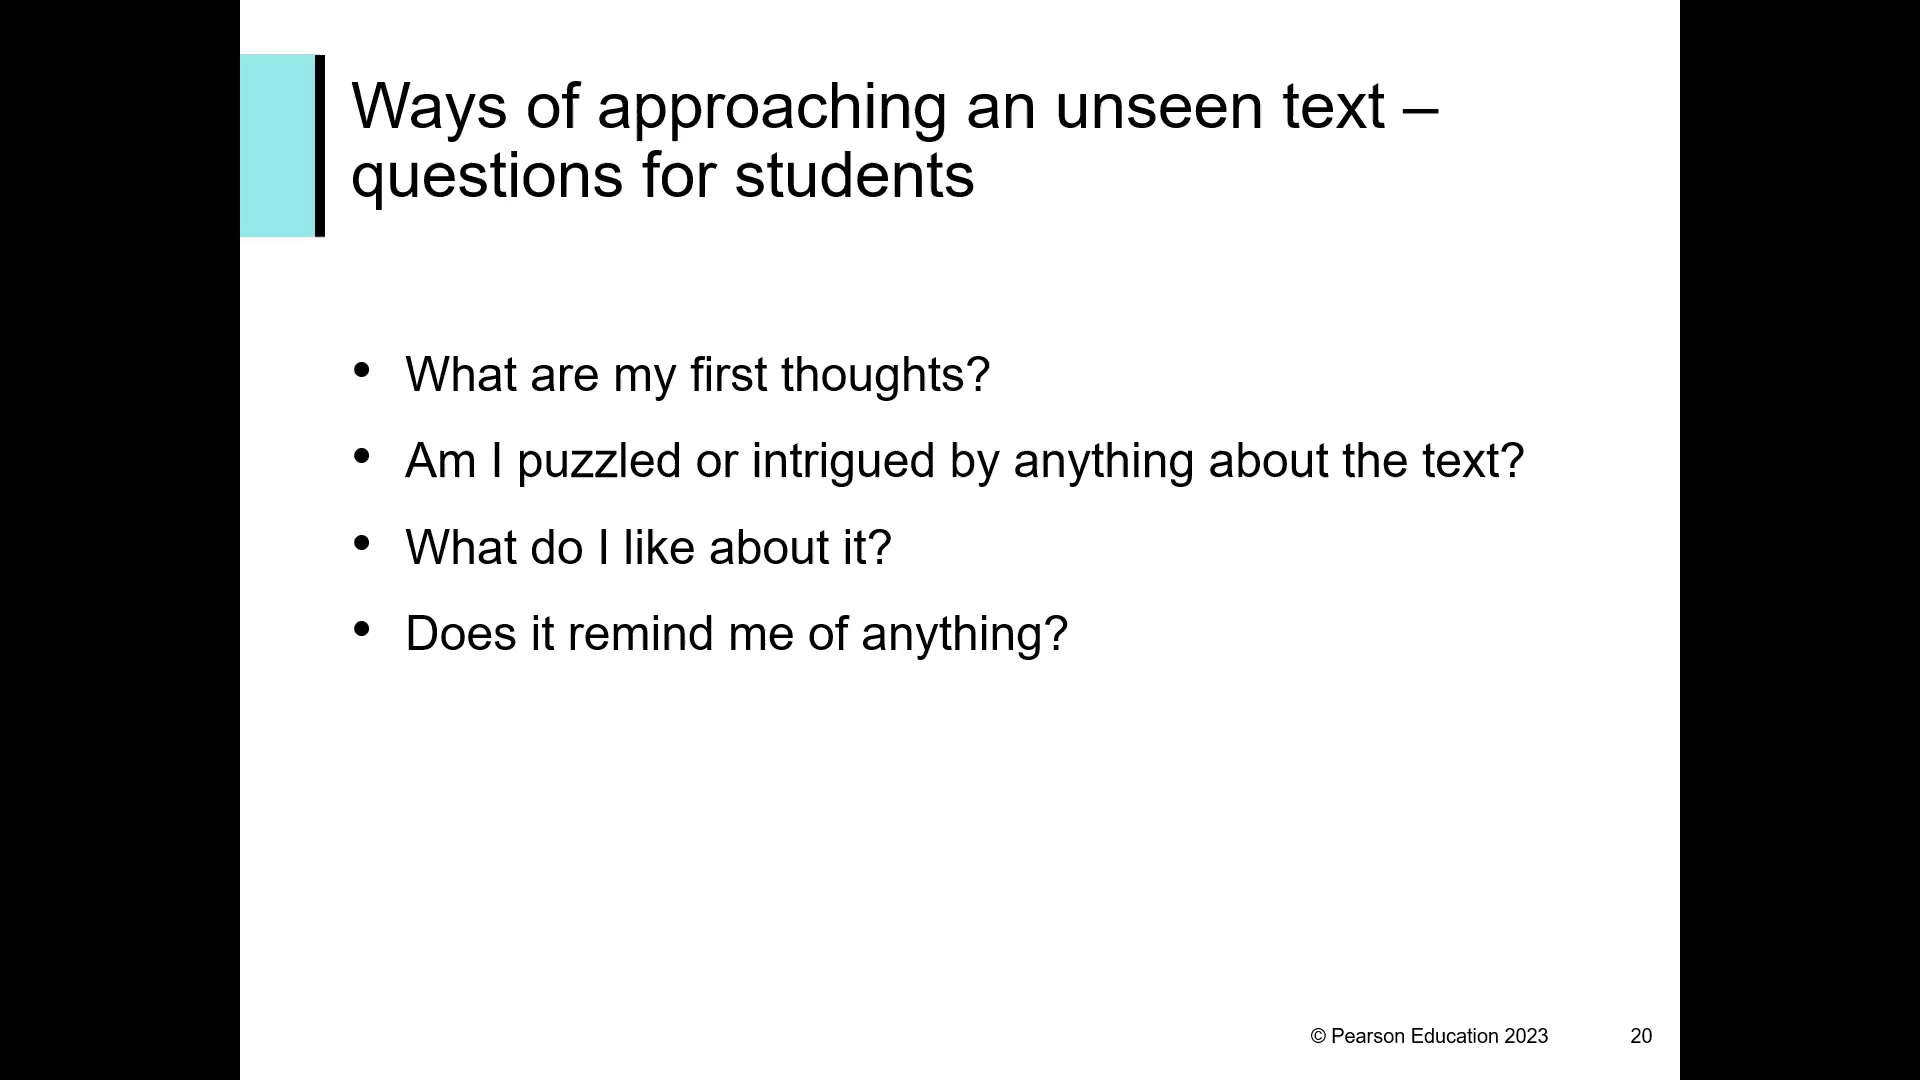 Ways of approaching an unseen text –
questions for students
• What are my first thoughts?
• Am I puzzled or intrigued by anything about the text?
• What do I like about it?
• Does it remind me of anything?
© Pearson Education 2023 20